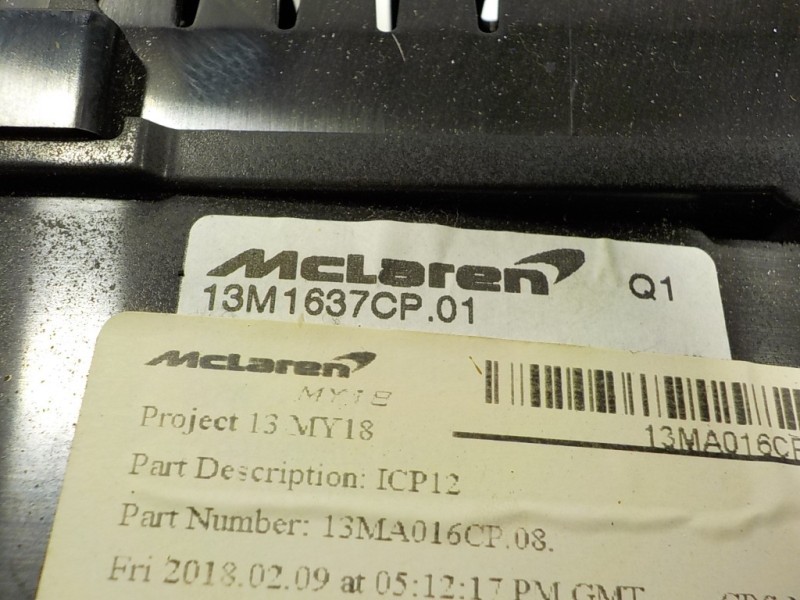 McLaren
13M1637CP.01
Q1
McLaren
MY18
Project 13 MY18
13MA016CP
Part Description: ICP12
Part Number: 13MA016CP.08.
Fri 2018.02.09 at 05:12:17 PM GMT